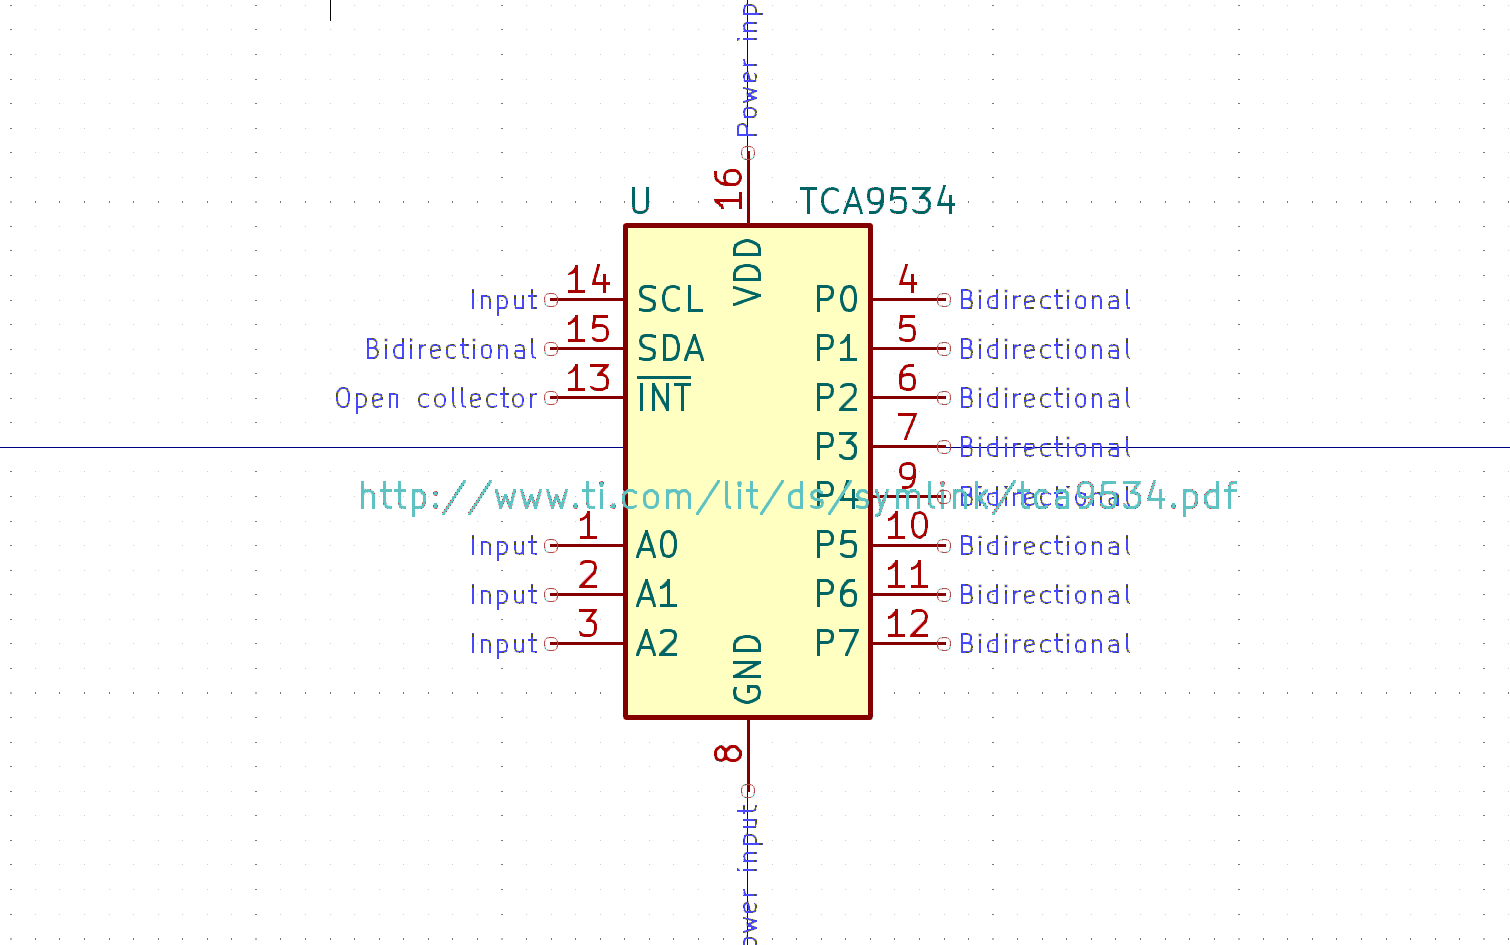 Power inp
16
U TCA9534
VDD
Input 14 SCL P0 4 Bidirectional
Bidirectional 15 SDA P1 5 Bidirectional
Open collector 13 INT P2 6 Bidirectional
P3 7 Bidirectional
P4 9 Bidirectional
http://www.ti.com/lit/ds/symlink/tca9534.pdf
Input 1 A0 P5 10 Bidirectional
Input 2 A1 P6 11 Bidirectional
Input 3 A2 P7 12 Bidirectional
GND
8
ower input